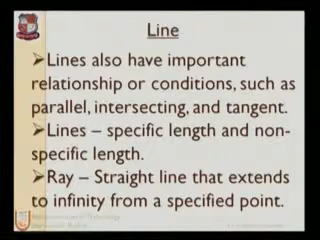 Line
➢Lines also have important
relationship or conditions, such as
parallel, intersecting, and tangent.
➢Lines – specific length and non-
specific length.
➢Ray – Straight line that extends
to infinity from a specified point.